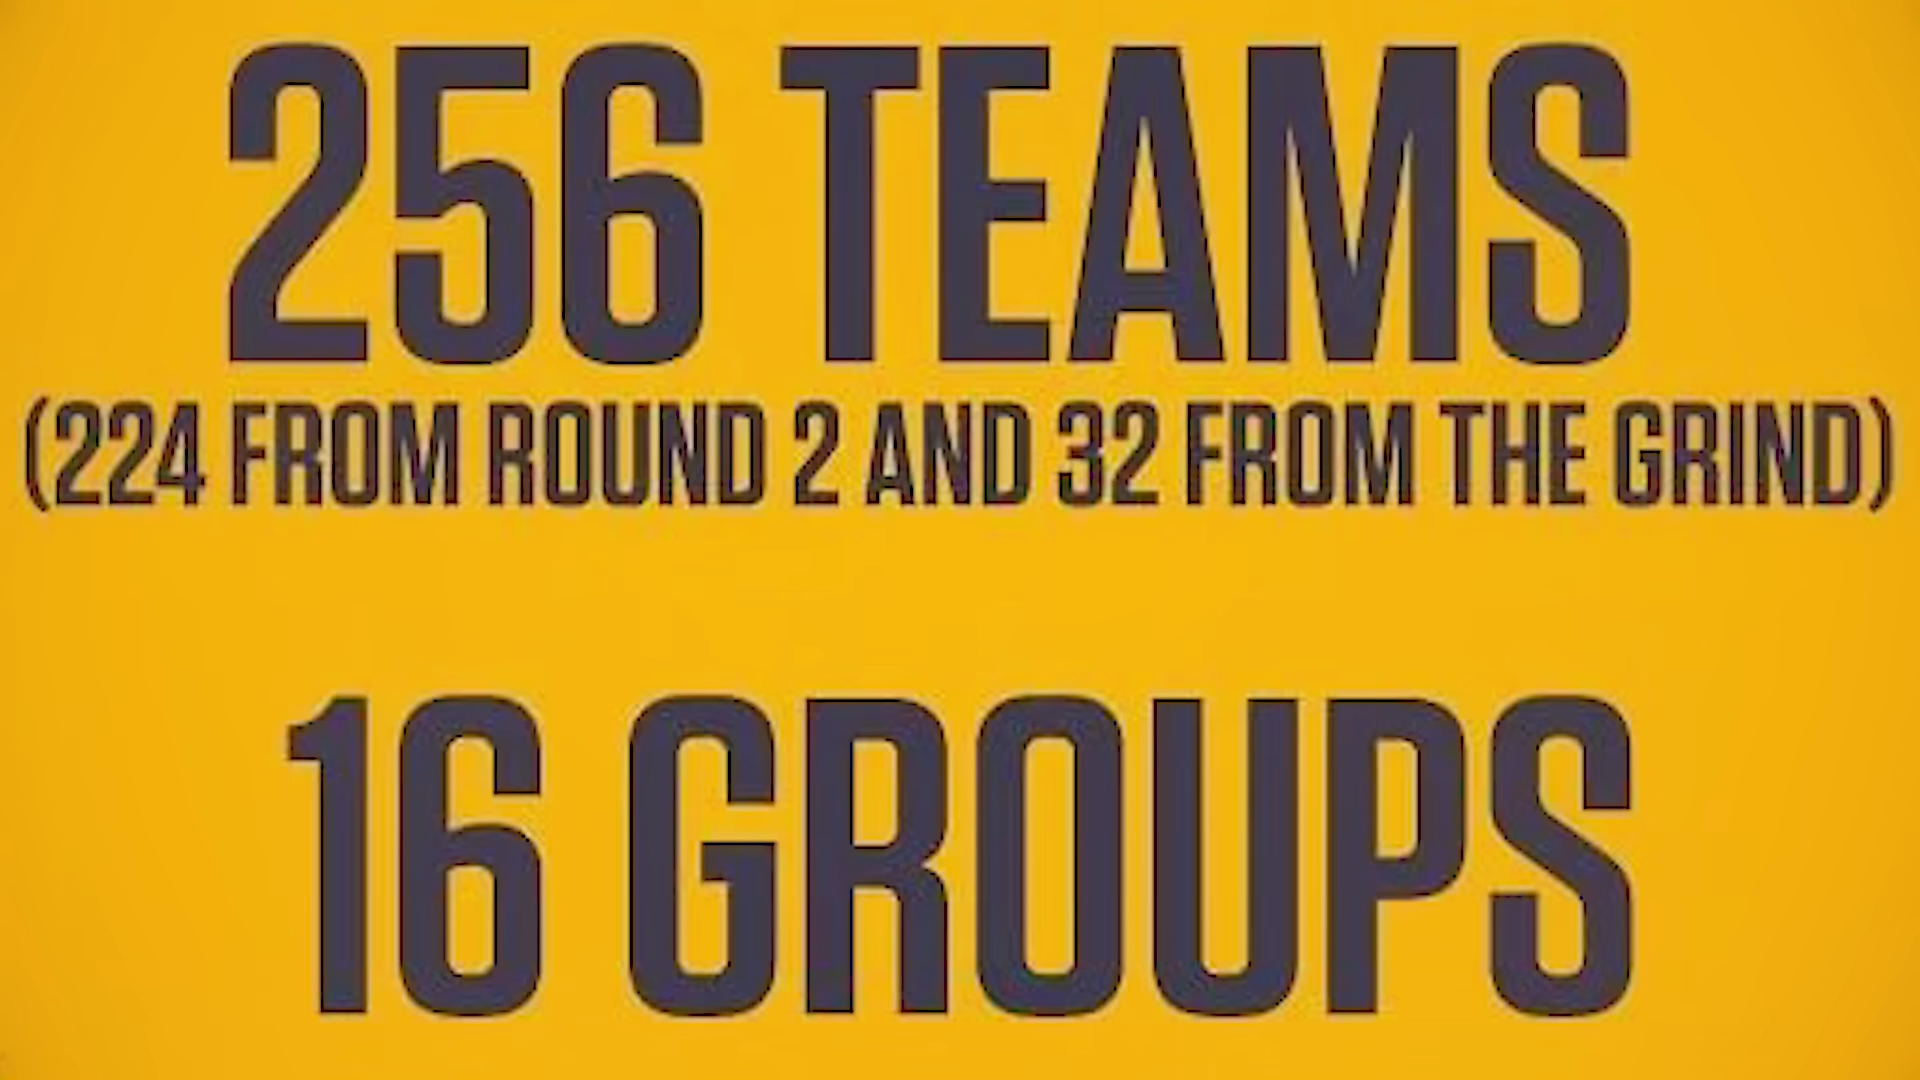 256 TEAMS
(224 FROM ROUND 2 AND 32 FROM THE GRIND)
16 GROUPS